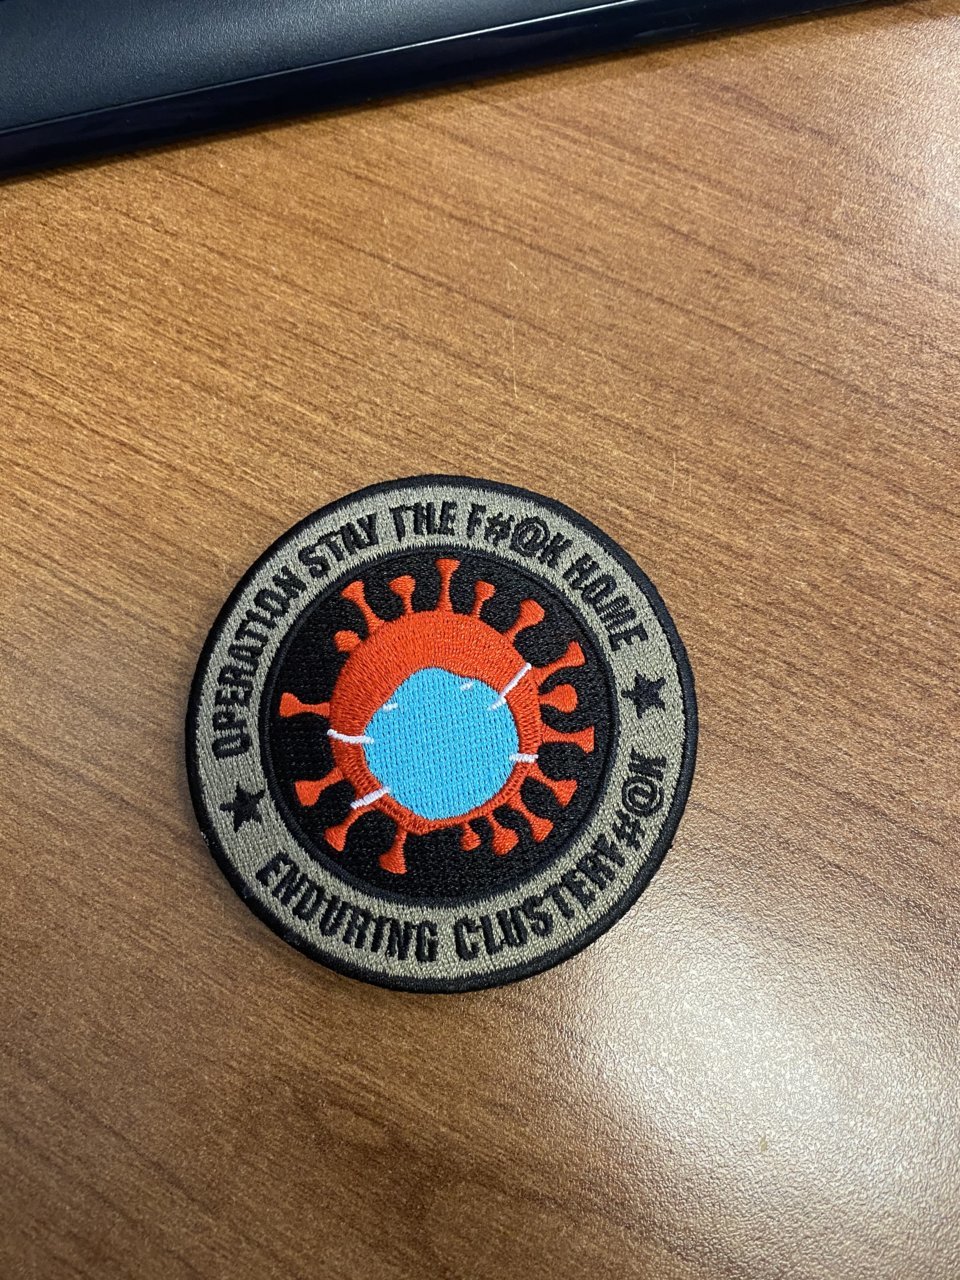 OPERATION STAY THE F#@K HOME
ENDURING CLUSTERF#@K